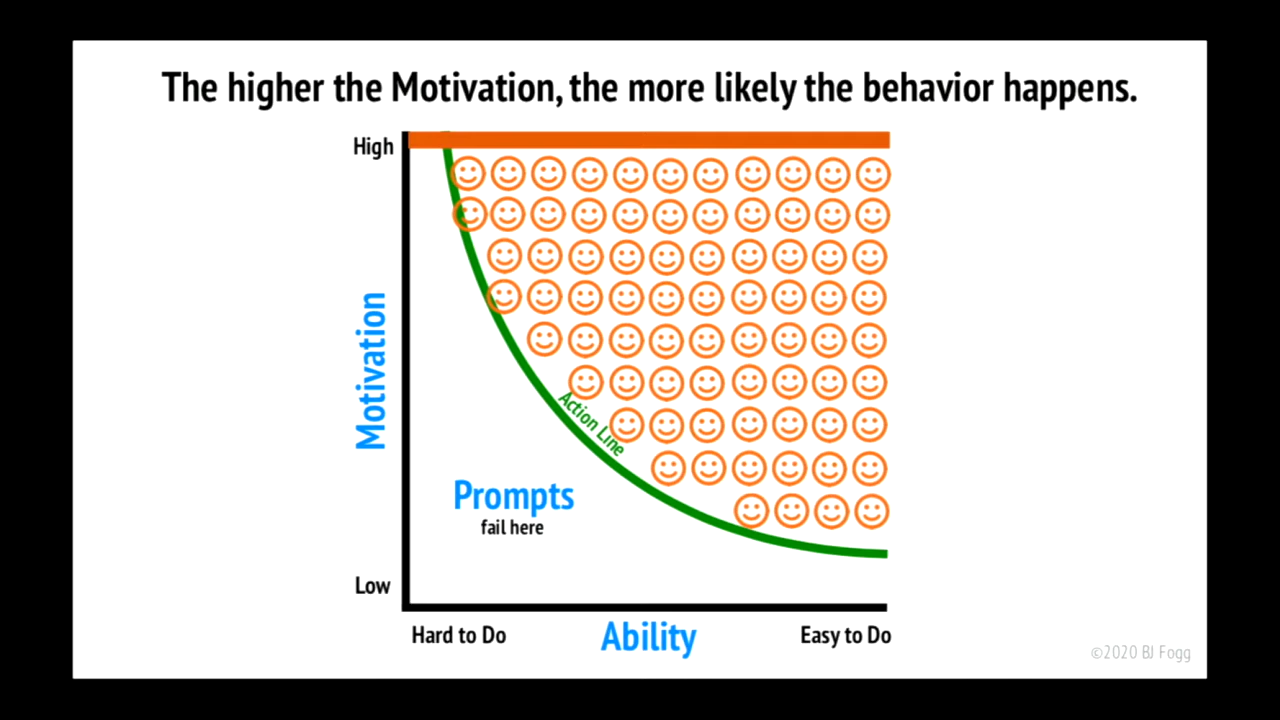 The higher the Motivation, the more likely the behavior happens.
High
Motivation
Action Line
Prompts
fail here
Low
Hard to Do
Ability
Easy to Do
©2020 BJ Fogg